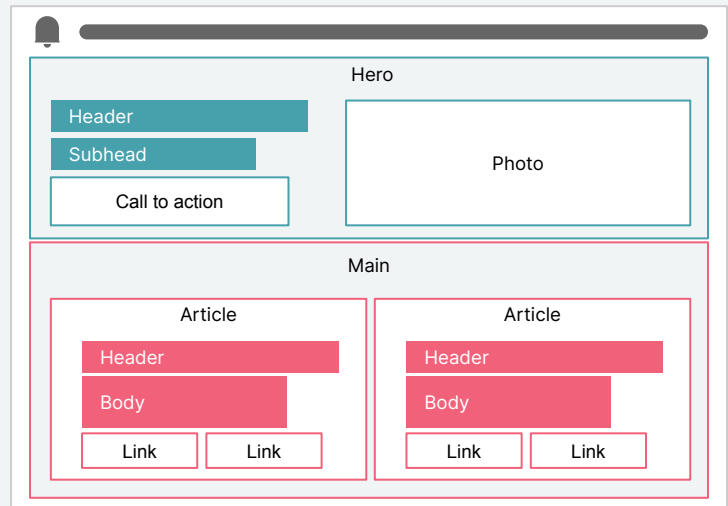 Hero
Header
Subhead
Call to action
Photo
Main
Article
Header
Body
Link Link
Article
Header
Body
Link Link